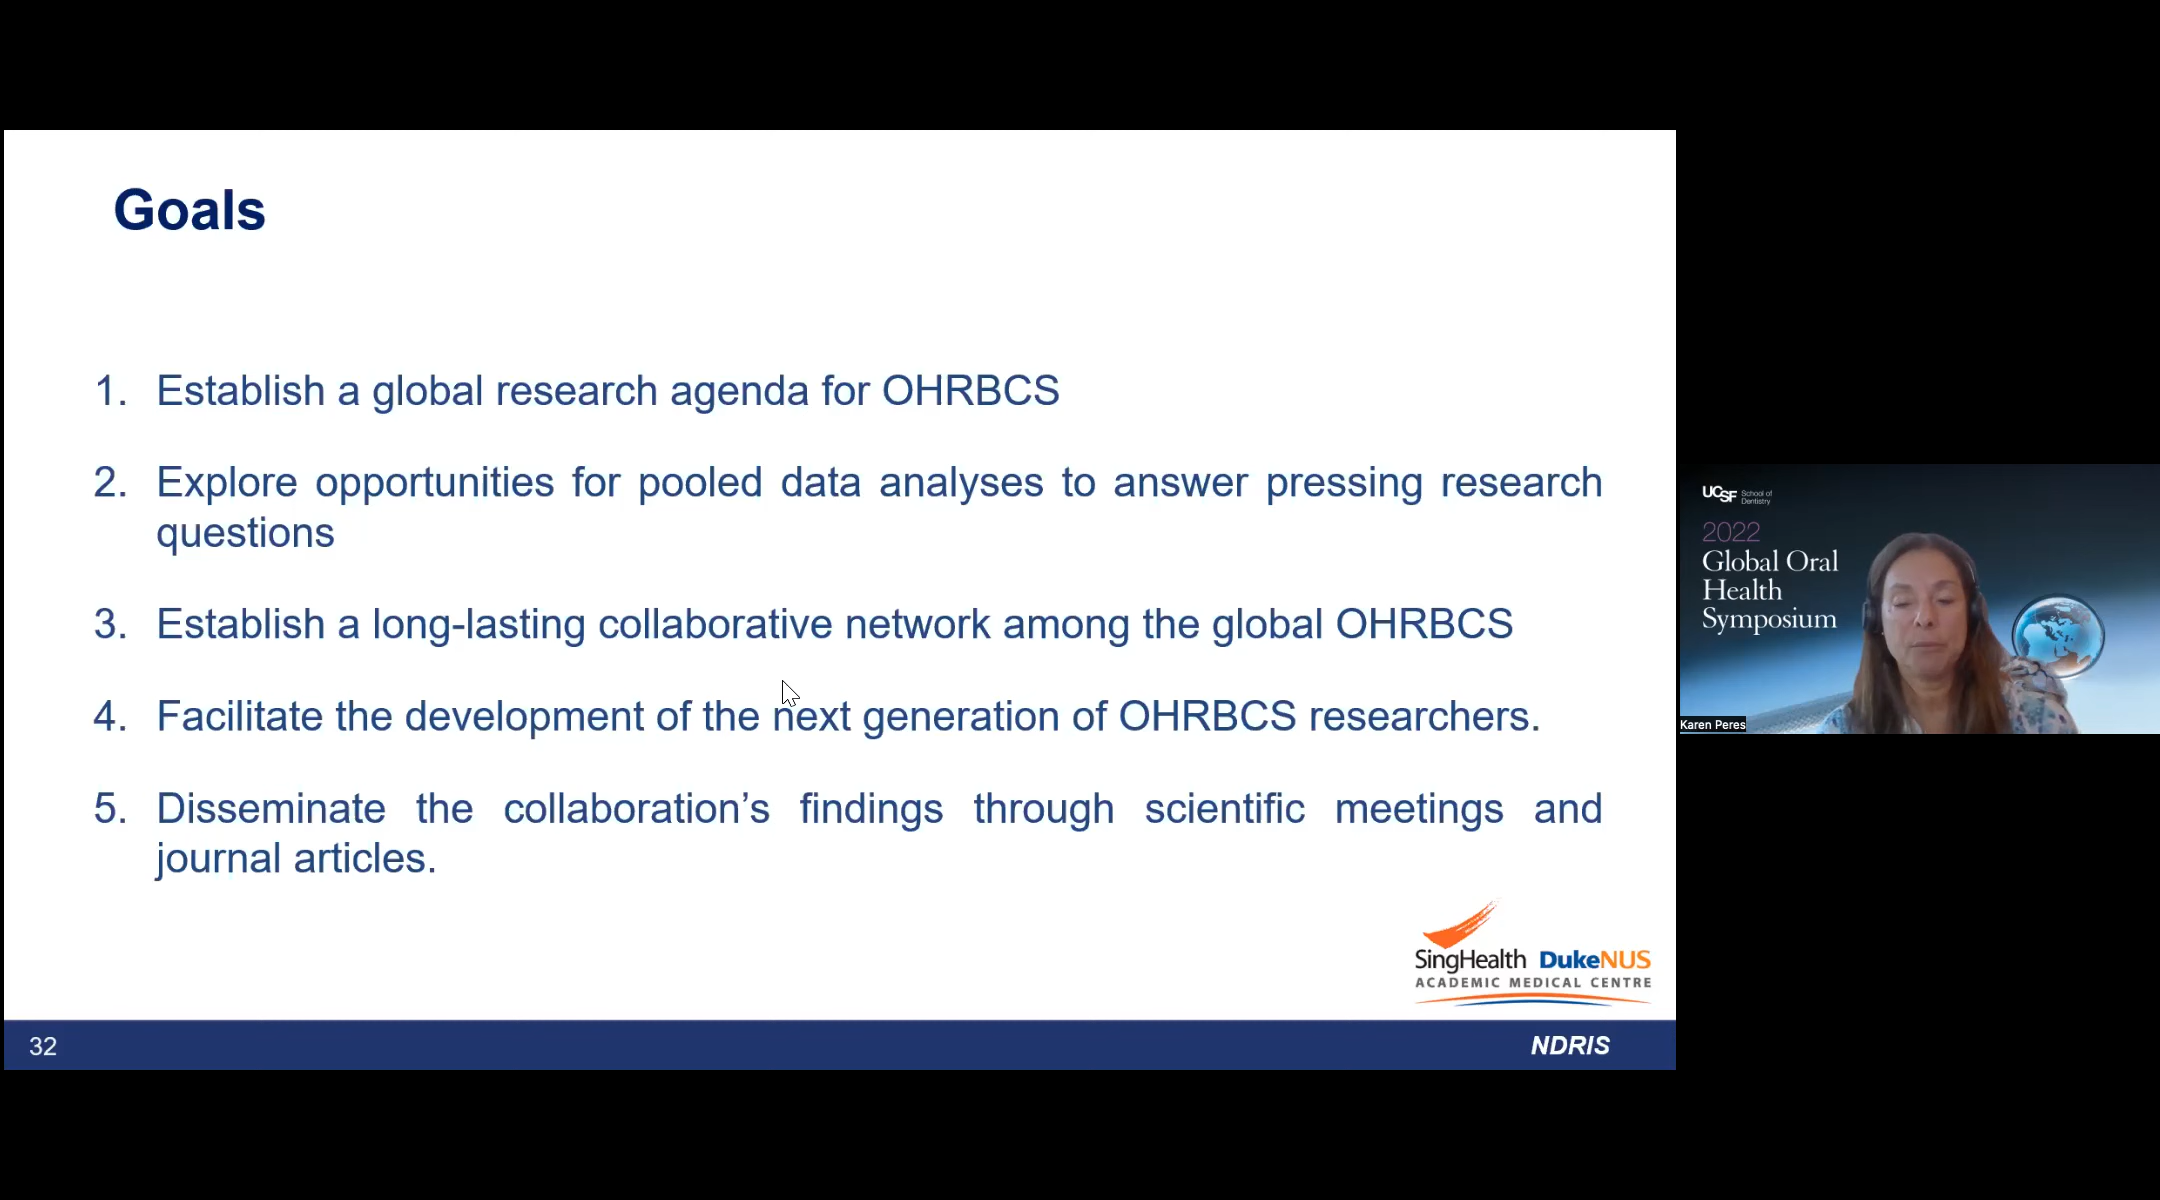 Goals
1. Establish a global research agenda for OHRBCS
2. Explore opportunities for pooled data analyses to answer pressing research
questions
3. Establish a long-lasting collaborative network among the global OHRBCS
4. Facilitate the development of the next generation of OHRBCS researchers.
5. Disseminate the collaboration’s findings through scientific meetings and
journal articles.
SingHealth DukeNUS
ACADEMIC MEDICAL CENTRE
32
NDRIS
UCSF School of
Dentistry
2022
Global Oral
Health
Symposium
Karen Peres